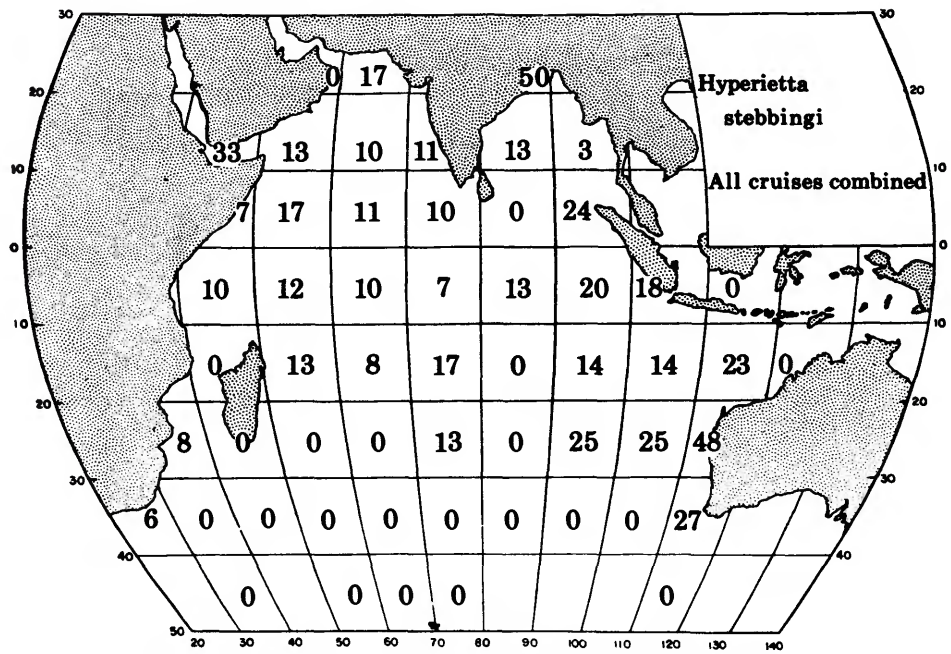 30 30
0 17 50 Hyperietta
20 20
stebbingi
33 13 10 11 13 3
10 10
All cruises combined
7 17 11 10 0 24
0 0
10 12 10 7 13 20 18 0
10 10
0 13 8 17 0 14 14 23 0
20 20
8 0 0 0 13 0 25 25 48
30 30
6 0 0 0 0 0 0 0 0 27
40 40
0 0 0 0 0
50 20 30 40 50 60 70 80 90 100 110 120 130 140